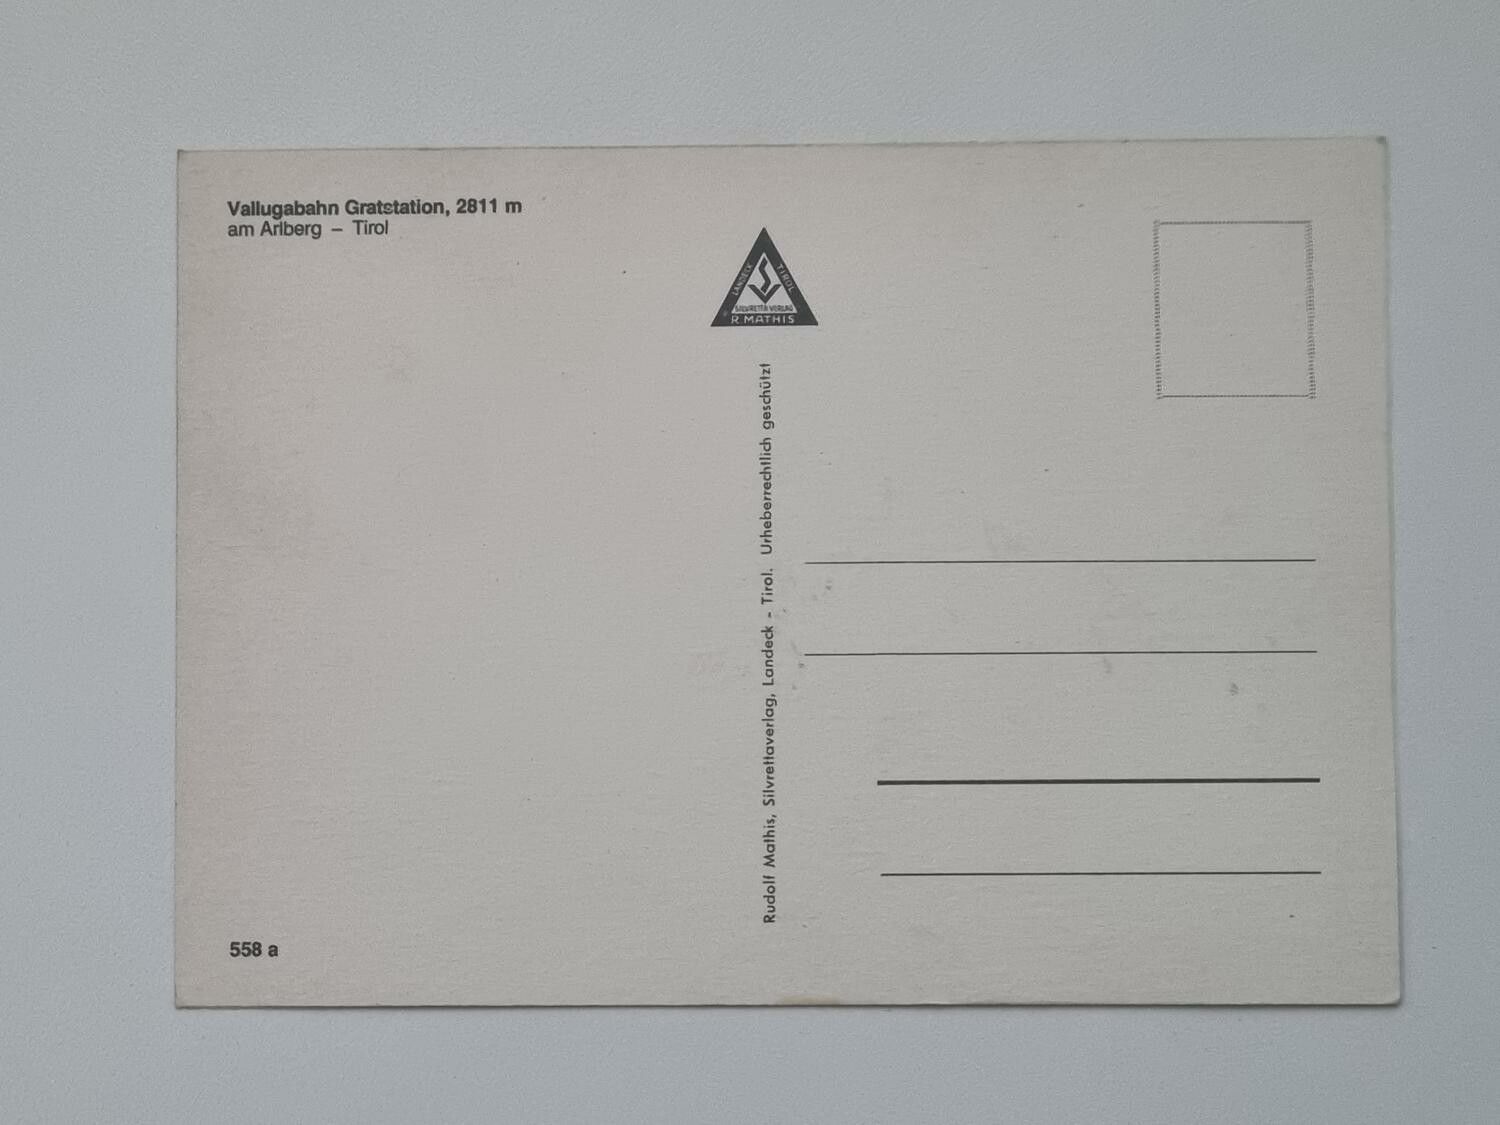 Vallugabahn Gratstation, 2811 m
am Arlberg – Tirol
LANDECK TIROL
SILVRETTA VERLAG
R. MATHIS
Rudolf Mathis, Silvrettaverlag, Landeck - Tirol. Urheberrechtlich geschützt
558 a